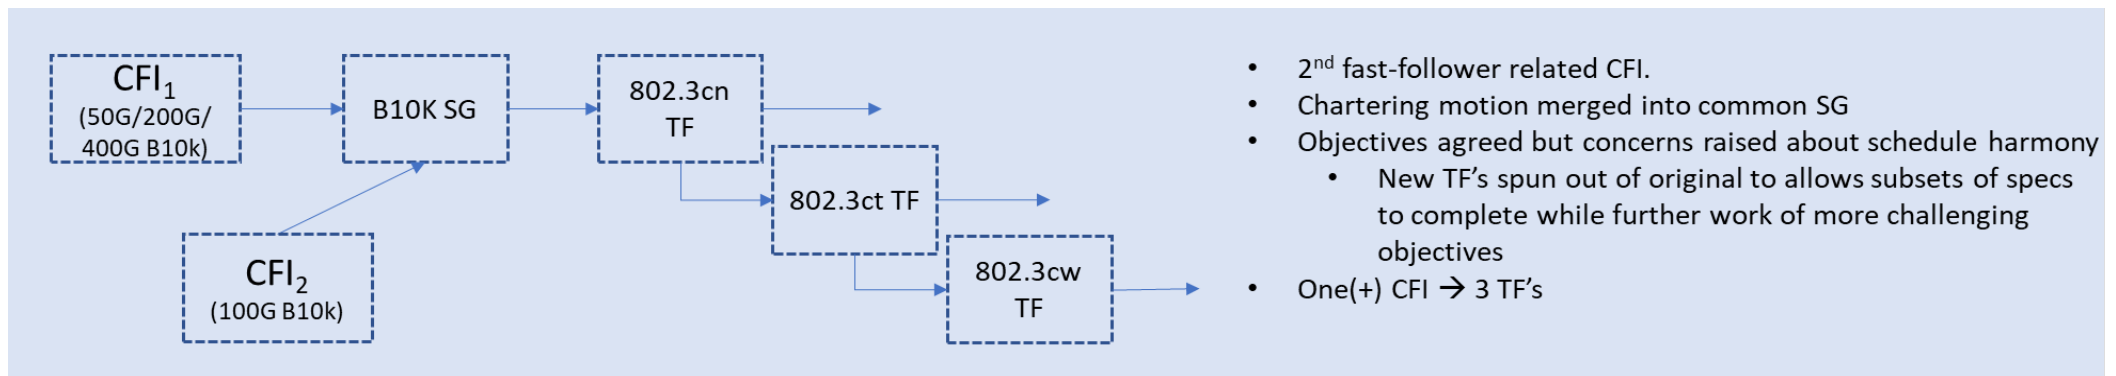 CFI1
(50G/200G/
400G B10k)
B10K SG
802.3cn
TF
802.3ct TF
802.3cw
TF
CFI2
(100G B10k)
• 2nd fast-follower related CFI.
• Chartering motion merged into common SG
• Objectives agreed but concerns raised about schedule harmony
• New TF’s spun out of original to allows subsets of specs
to complete while further work of more challenging
objectives
• One(+) CFI → 3 TF’s